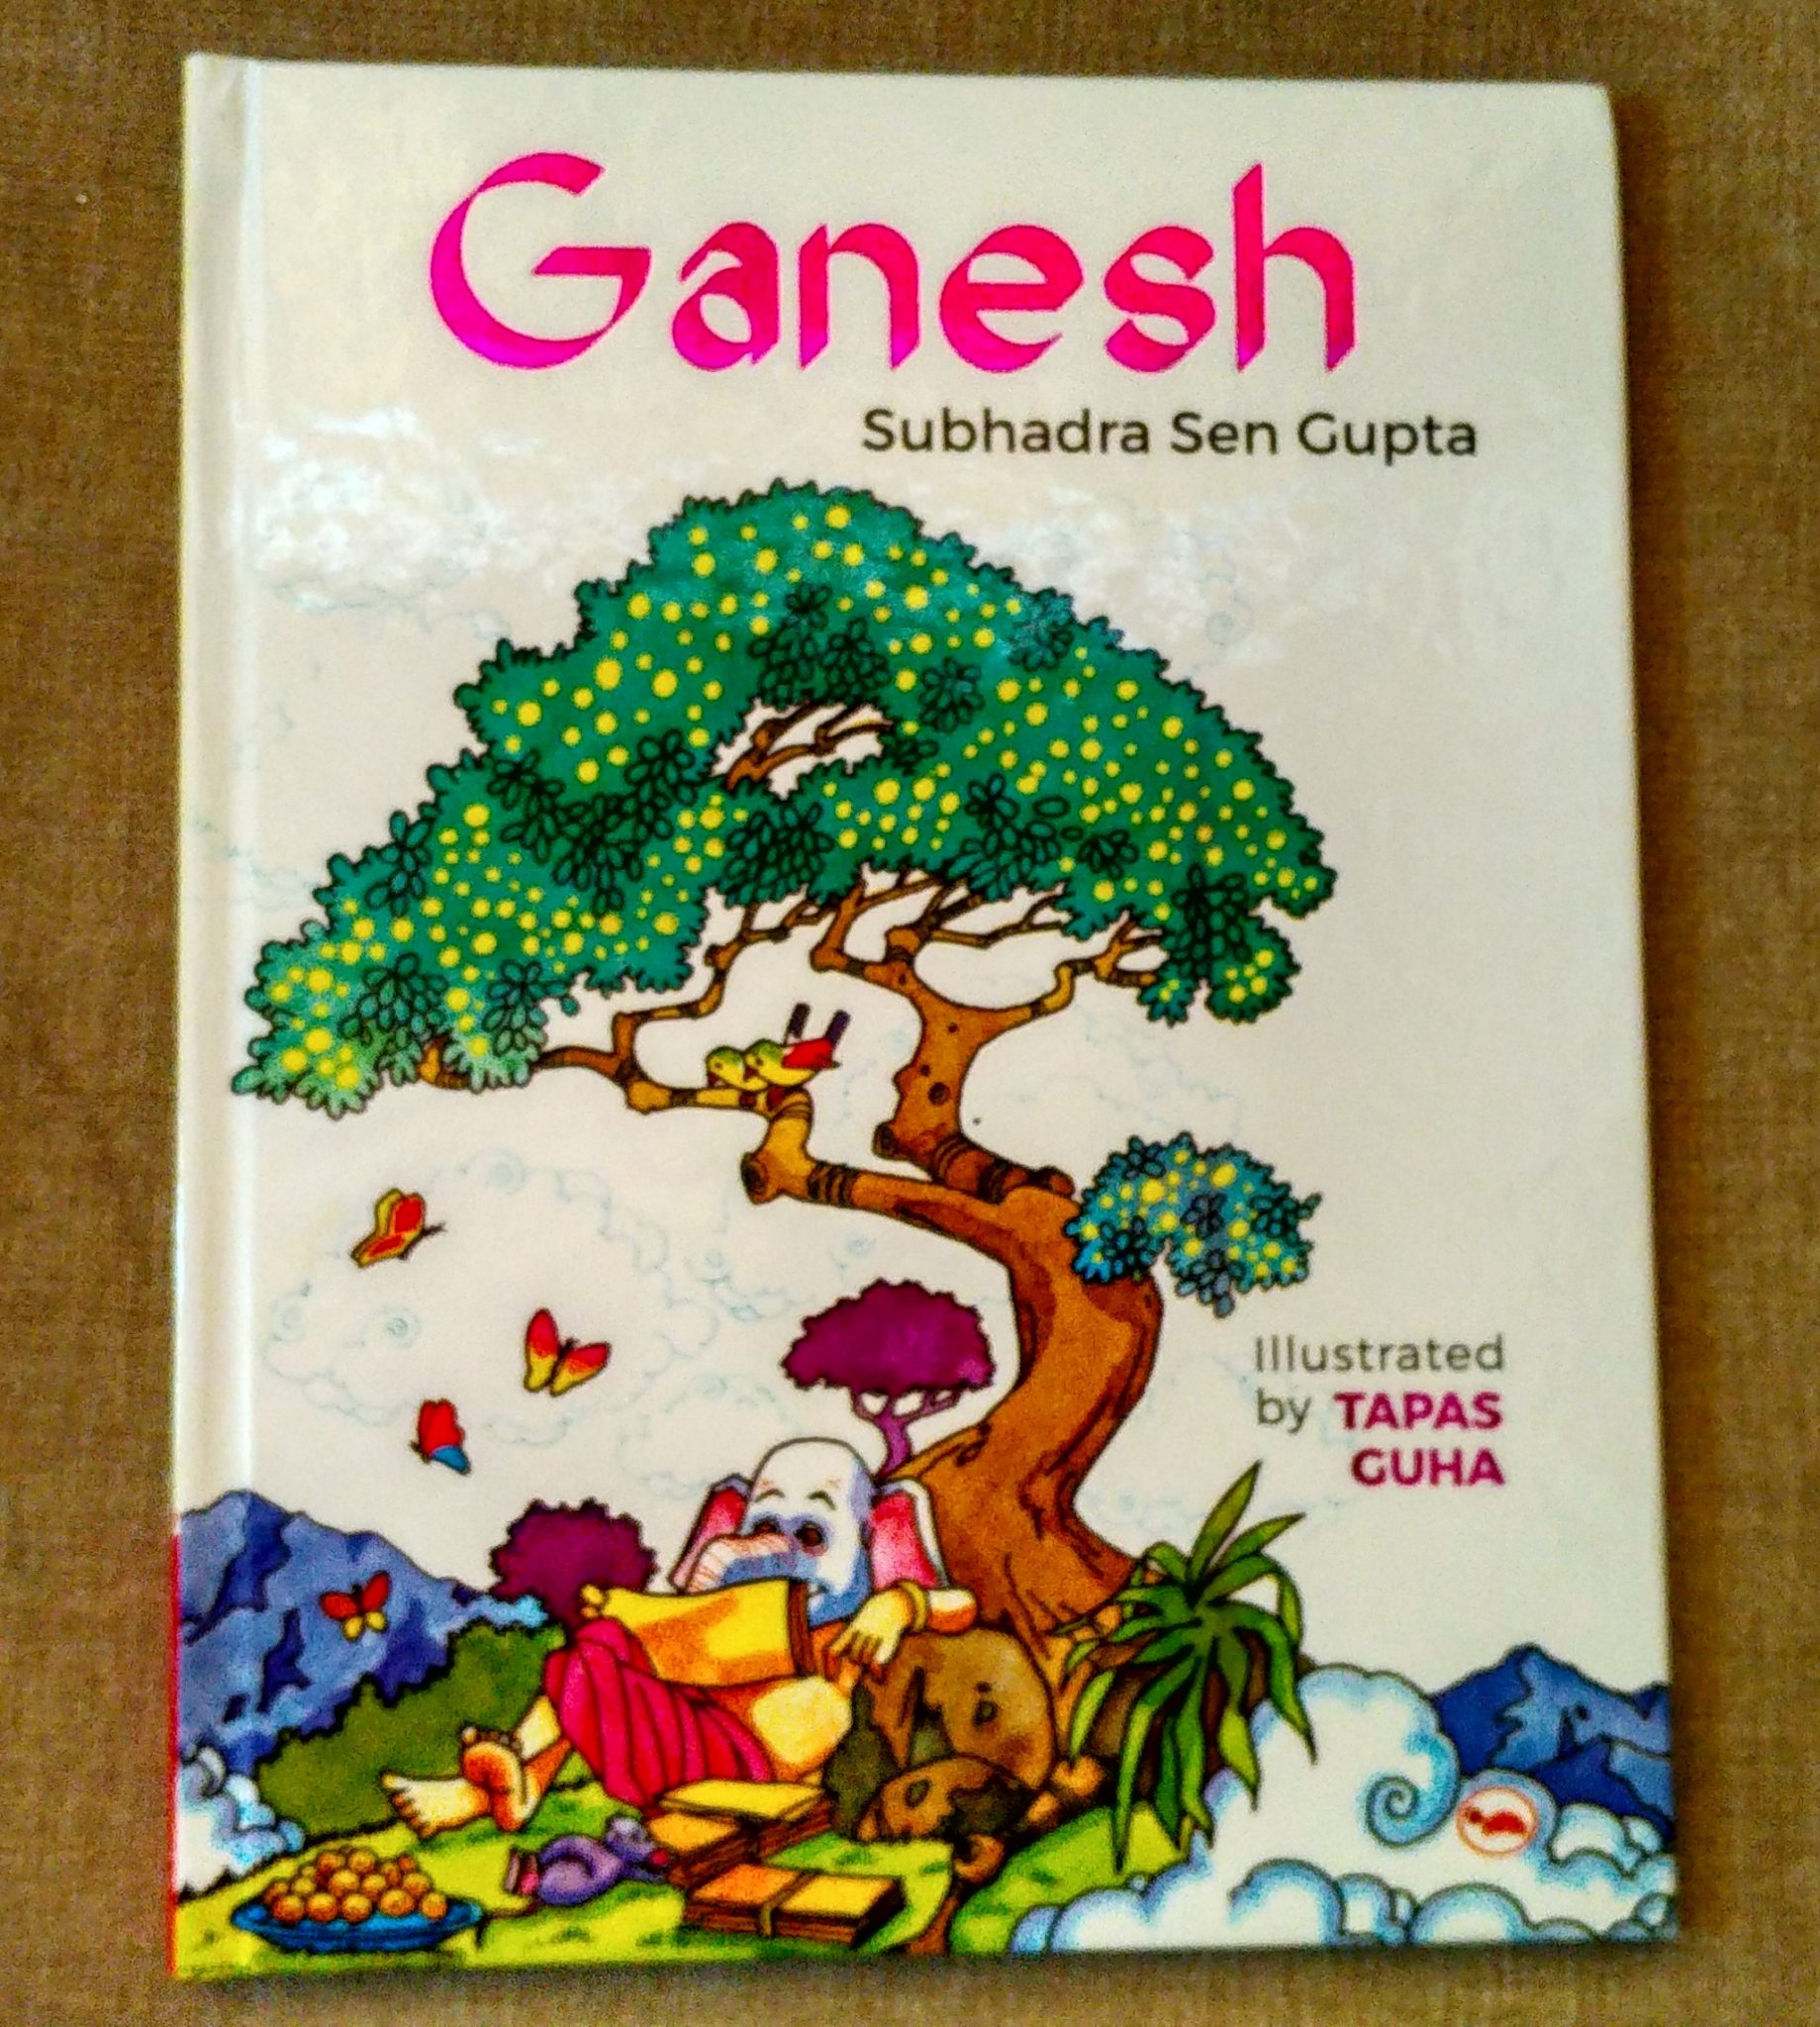 Ganesh
Subhadra Sen Gupta
Illustrated
by TAPAS
GUHA